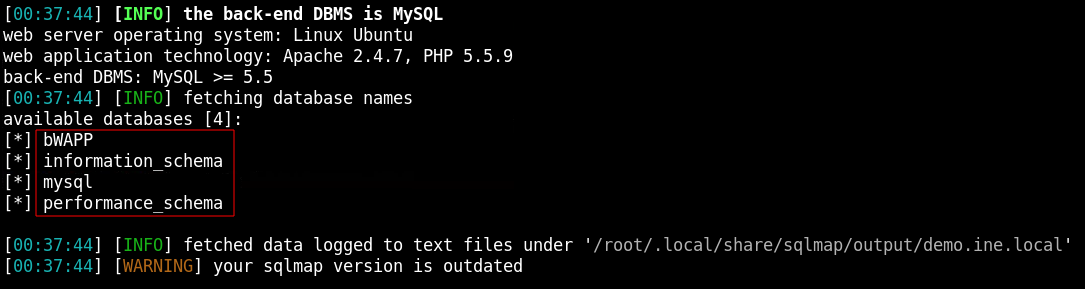 [00:37:44] [INFO] the back-end DBMS is MySQL
web server operating system: Linux Ubuntu
web application technology: Apache 2.4.7, PHP 5.5.9
back-end DBMS: MySQL >= 5.5
[00:37:44] [INFO] fetching database names
available databases [4]:
[*] bWAPP
[*] information_schema
[*] mysql
[*] performance_schema
[00:37:44] [INFO] fetched data logged to text files under '/root/.local/share/sqlmap/output/demo.ine.local'
[00:37:44] [WARNING] your sqlmap version is outdated